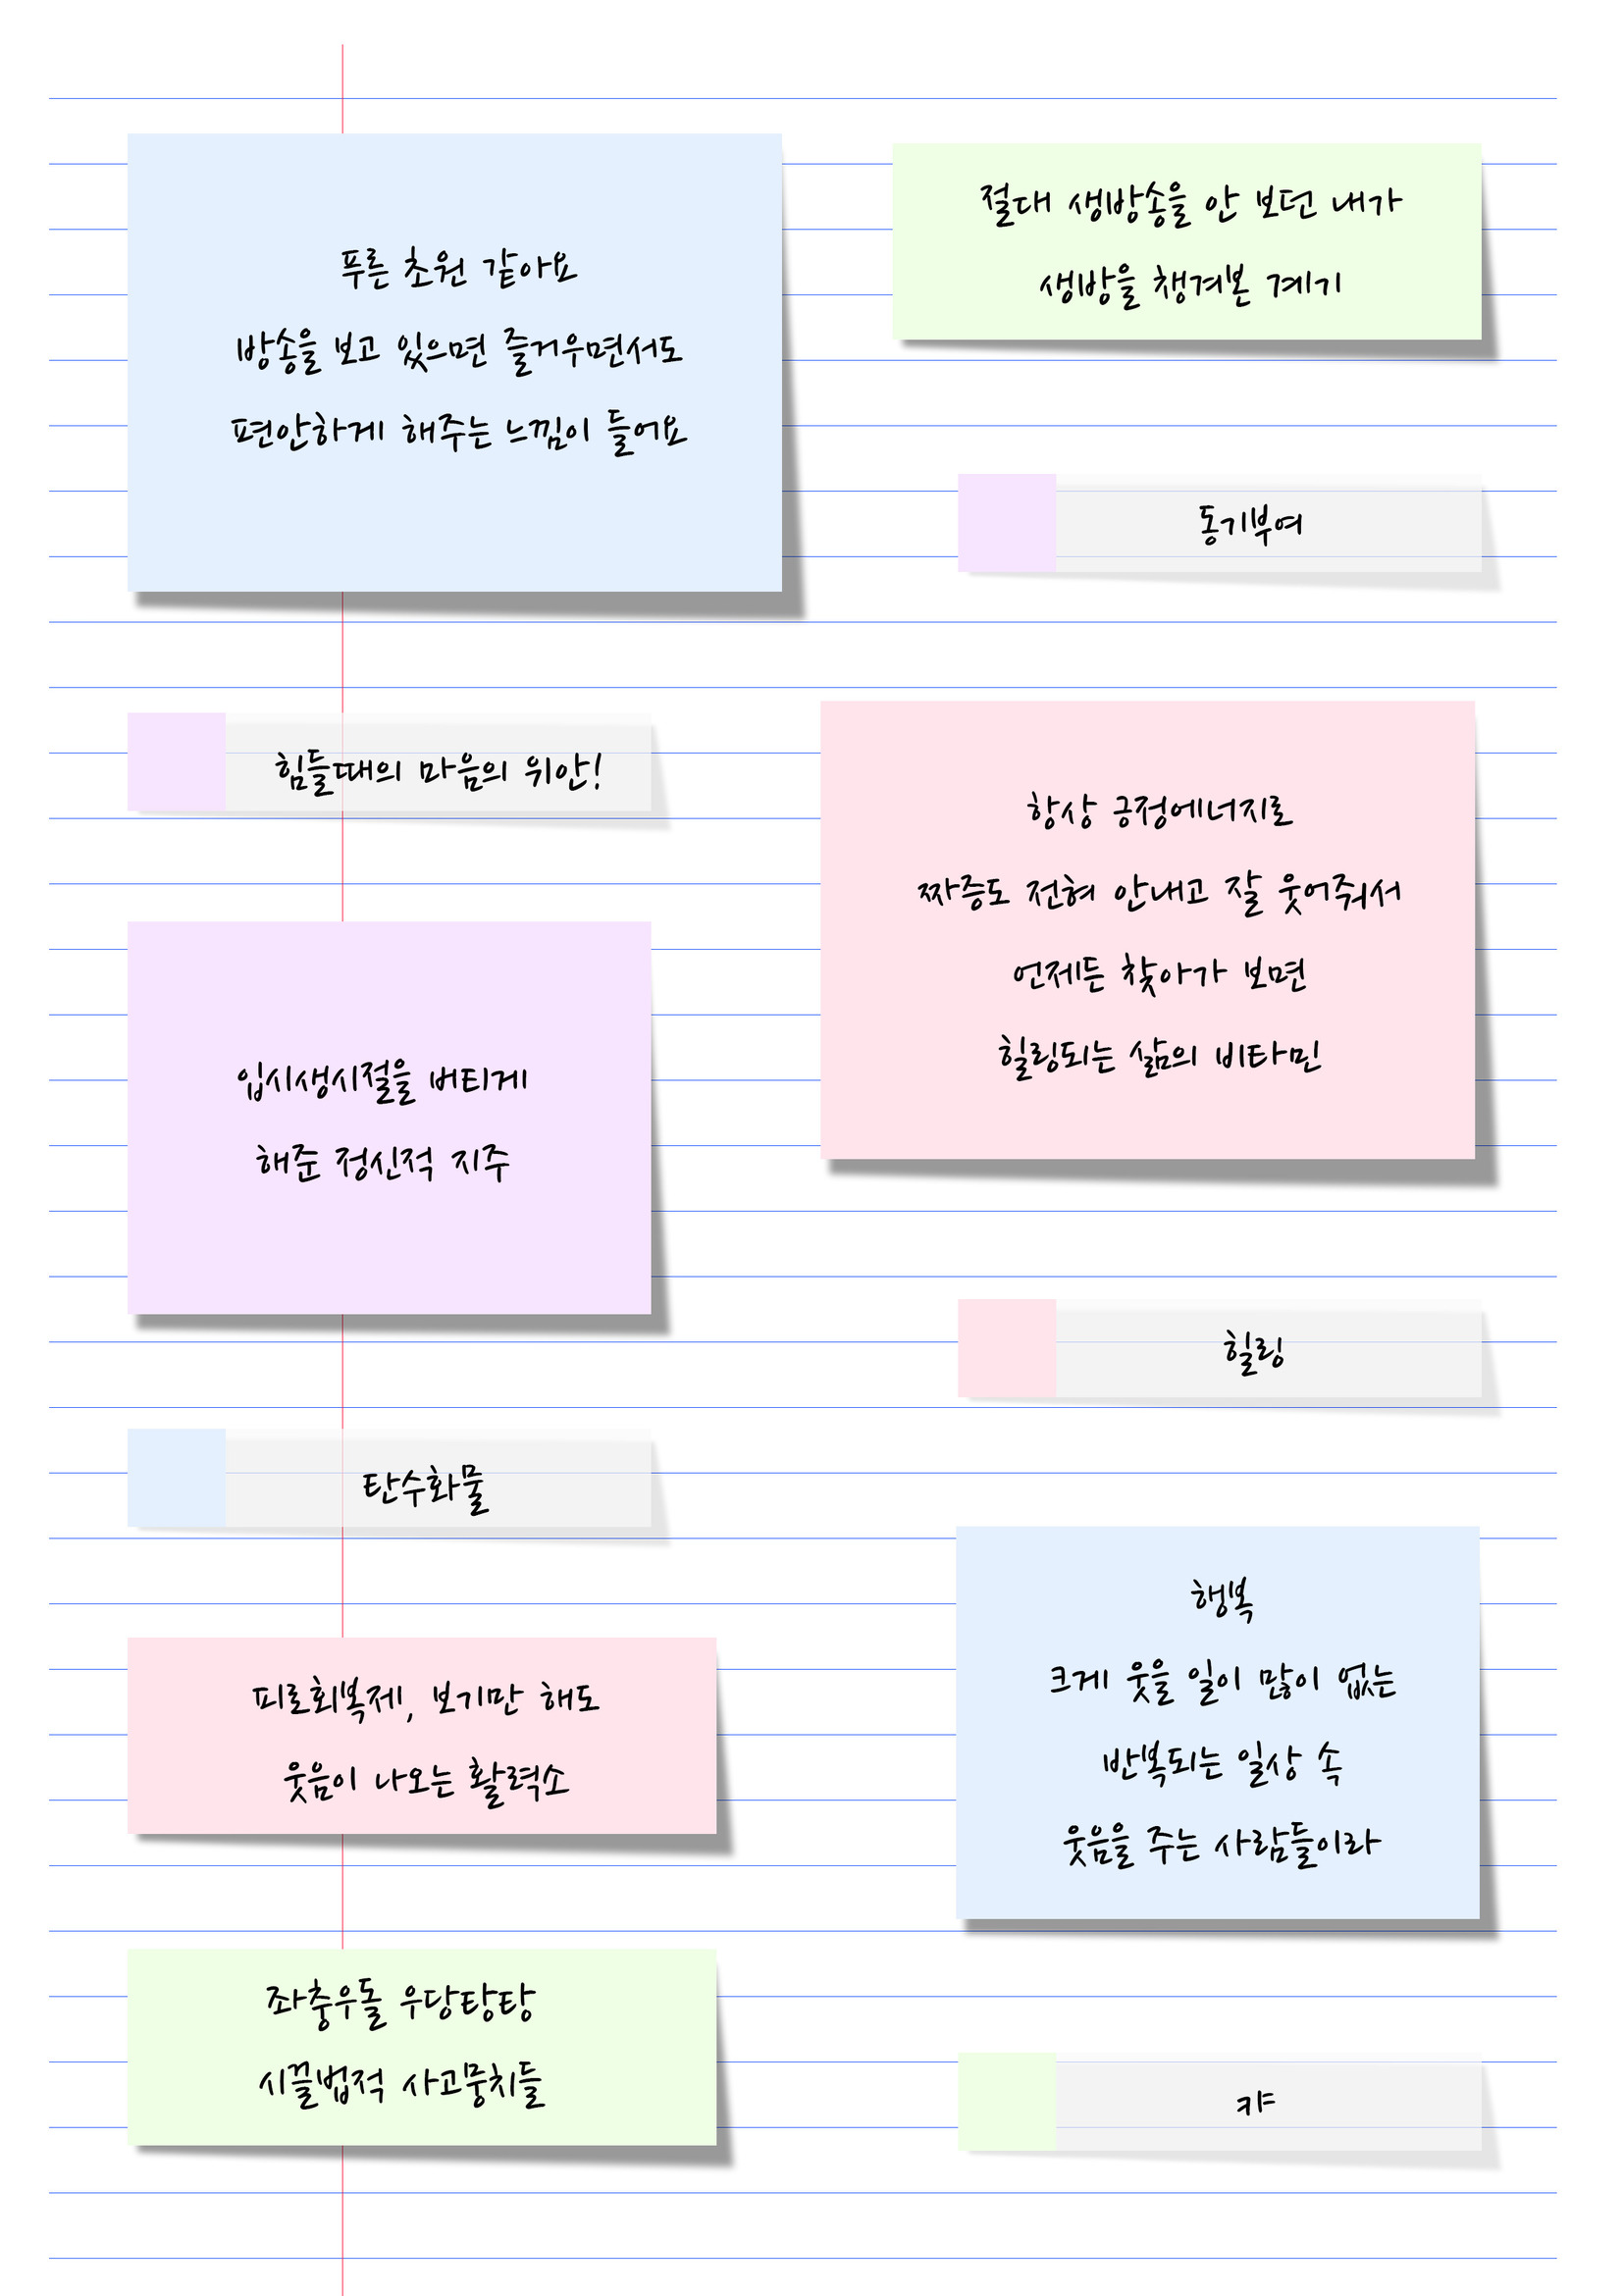 푸른 초원 같아요
방송을 보고 있으면 즐거우면서도
편안하게 해주는 느낌이 들어요
절대 생방송을 안 보던 내가
생방을 챙겨본 계기
동기부여
힘들때의 마음의 위안!
항상 긍정에너지로
짜증도 전혀 안내고 잘 웃어줘서
언제든 찾아가 보면
힐링되는 삶의 비타민
입시생시절을 버티게
해준 정신적 지주
힐링
탄수화물
행복
크게 웃을 일이 많이 없는
반복되는 일상 속
웃음을 주는 사람들이라
피로회복제, 보기만 해도
웃음이 나오는 활력소
좌충우돌 우당탕탕
시끌법적 사고뭉치들
캬